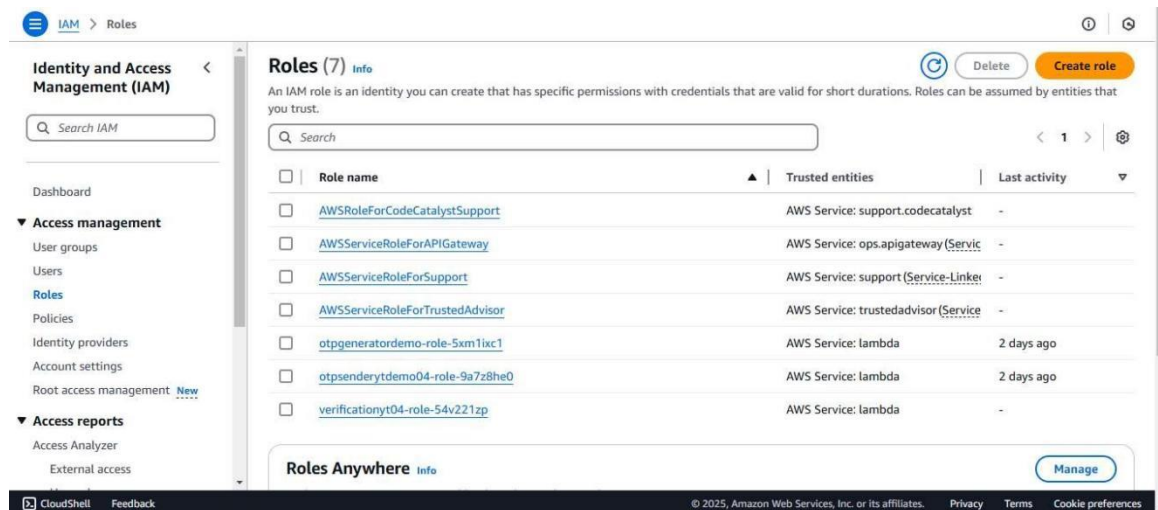 IAM > Roles
Identity and Access
Management (IAM)
Search IAM
Dashboard
Access management
User groups
Users
Roles
Policies
Identity providers
Account settings
Root access management New
Access reports
Access Analyzer
External access
Roles (7) Info
Delete
Create role
An IAM role is an identity you can create that has specific permissions with credentials that are valid for short durations. Roles can be assumed by entities that
you trust.
Search
1
Role name Trusted entities Last activity
AWSRoleForCodeCatalystSupport AWS Service: support.codecatalyst -
AWSServiceRoleForAPIGateway AWS Service: ops.apigateway (Servic -
AWSServiceRoleForSupport AWS Service: support (Service-Linke -
AWSServiceRoleForTrustedAdvisor AWS Service: trustedadvisor (Service -
otpgeneratordemo-role-5xm1ixc1 AWS Service: lambda 2 days ago
otpsenderytdemo04-role-9a7z8he0 AWS Service: lambda 2 days ago
verificationyt04-role-54v221zp AWS Service: lambda -
Roles Anywhere Info
Manage
CloudShell Feedback © 2025, Amazon Web Services, Inc. or its affiliates. Privacy Terms Cookie preferences